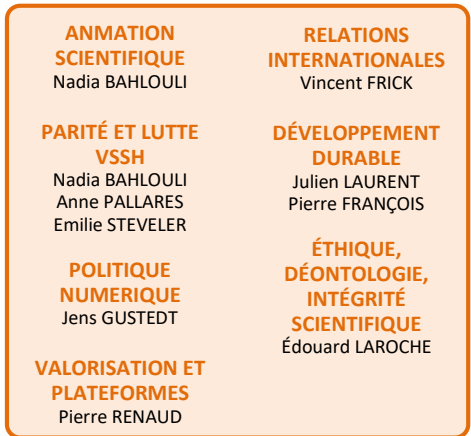 ANMATION
SCIENTIFIQUE
Nadia BAHLOULI
PARITÉ ET LUTTE
VSSH
Nadia BAHLOULI
Anne PALLARES
Emilie STEVELER
POLITIQUE
NUMERIQUE
Jens GUSTEDT
VALORISATION ET
PLATEFORMES
Pierre RENAUD
RELATIONS
INTERNATIONALES
Vincent FRICK
DÉVELOPPEMENT
DURABLE
Julien LAURENT
Pierre FRANÇOIS
ÉTHIQUE,
DÉONTOLOGIE,
INTÉGRITÉ
SCIENTIFIQUE
Édouard LAROCHE